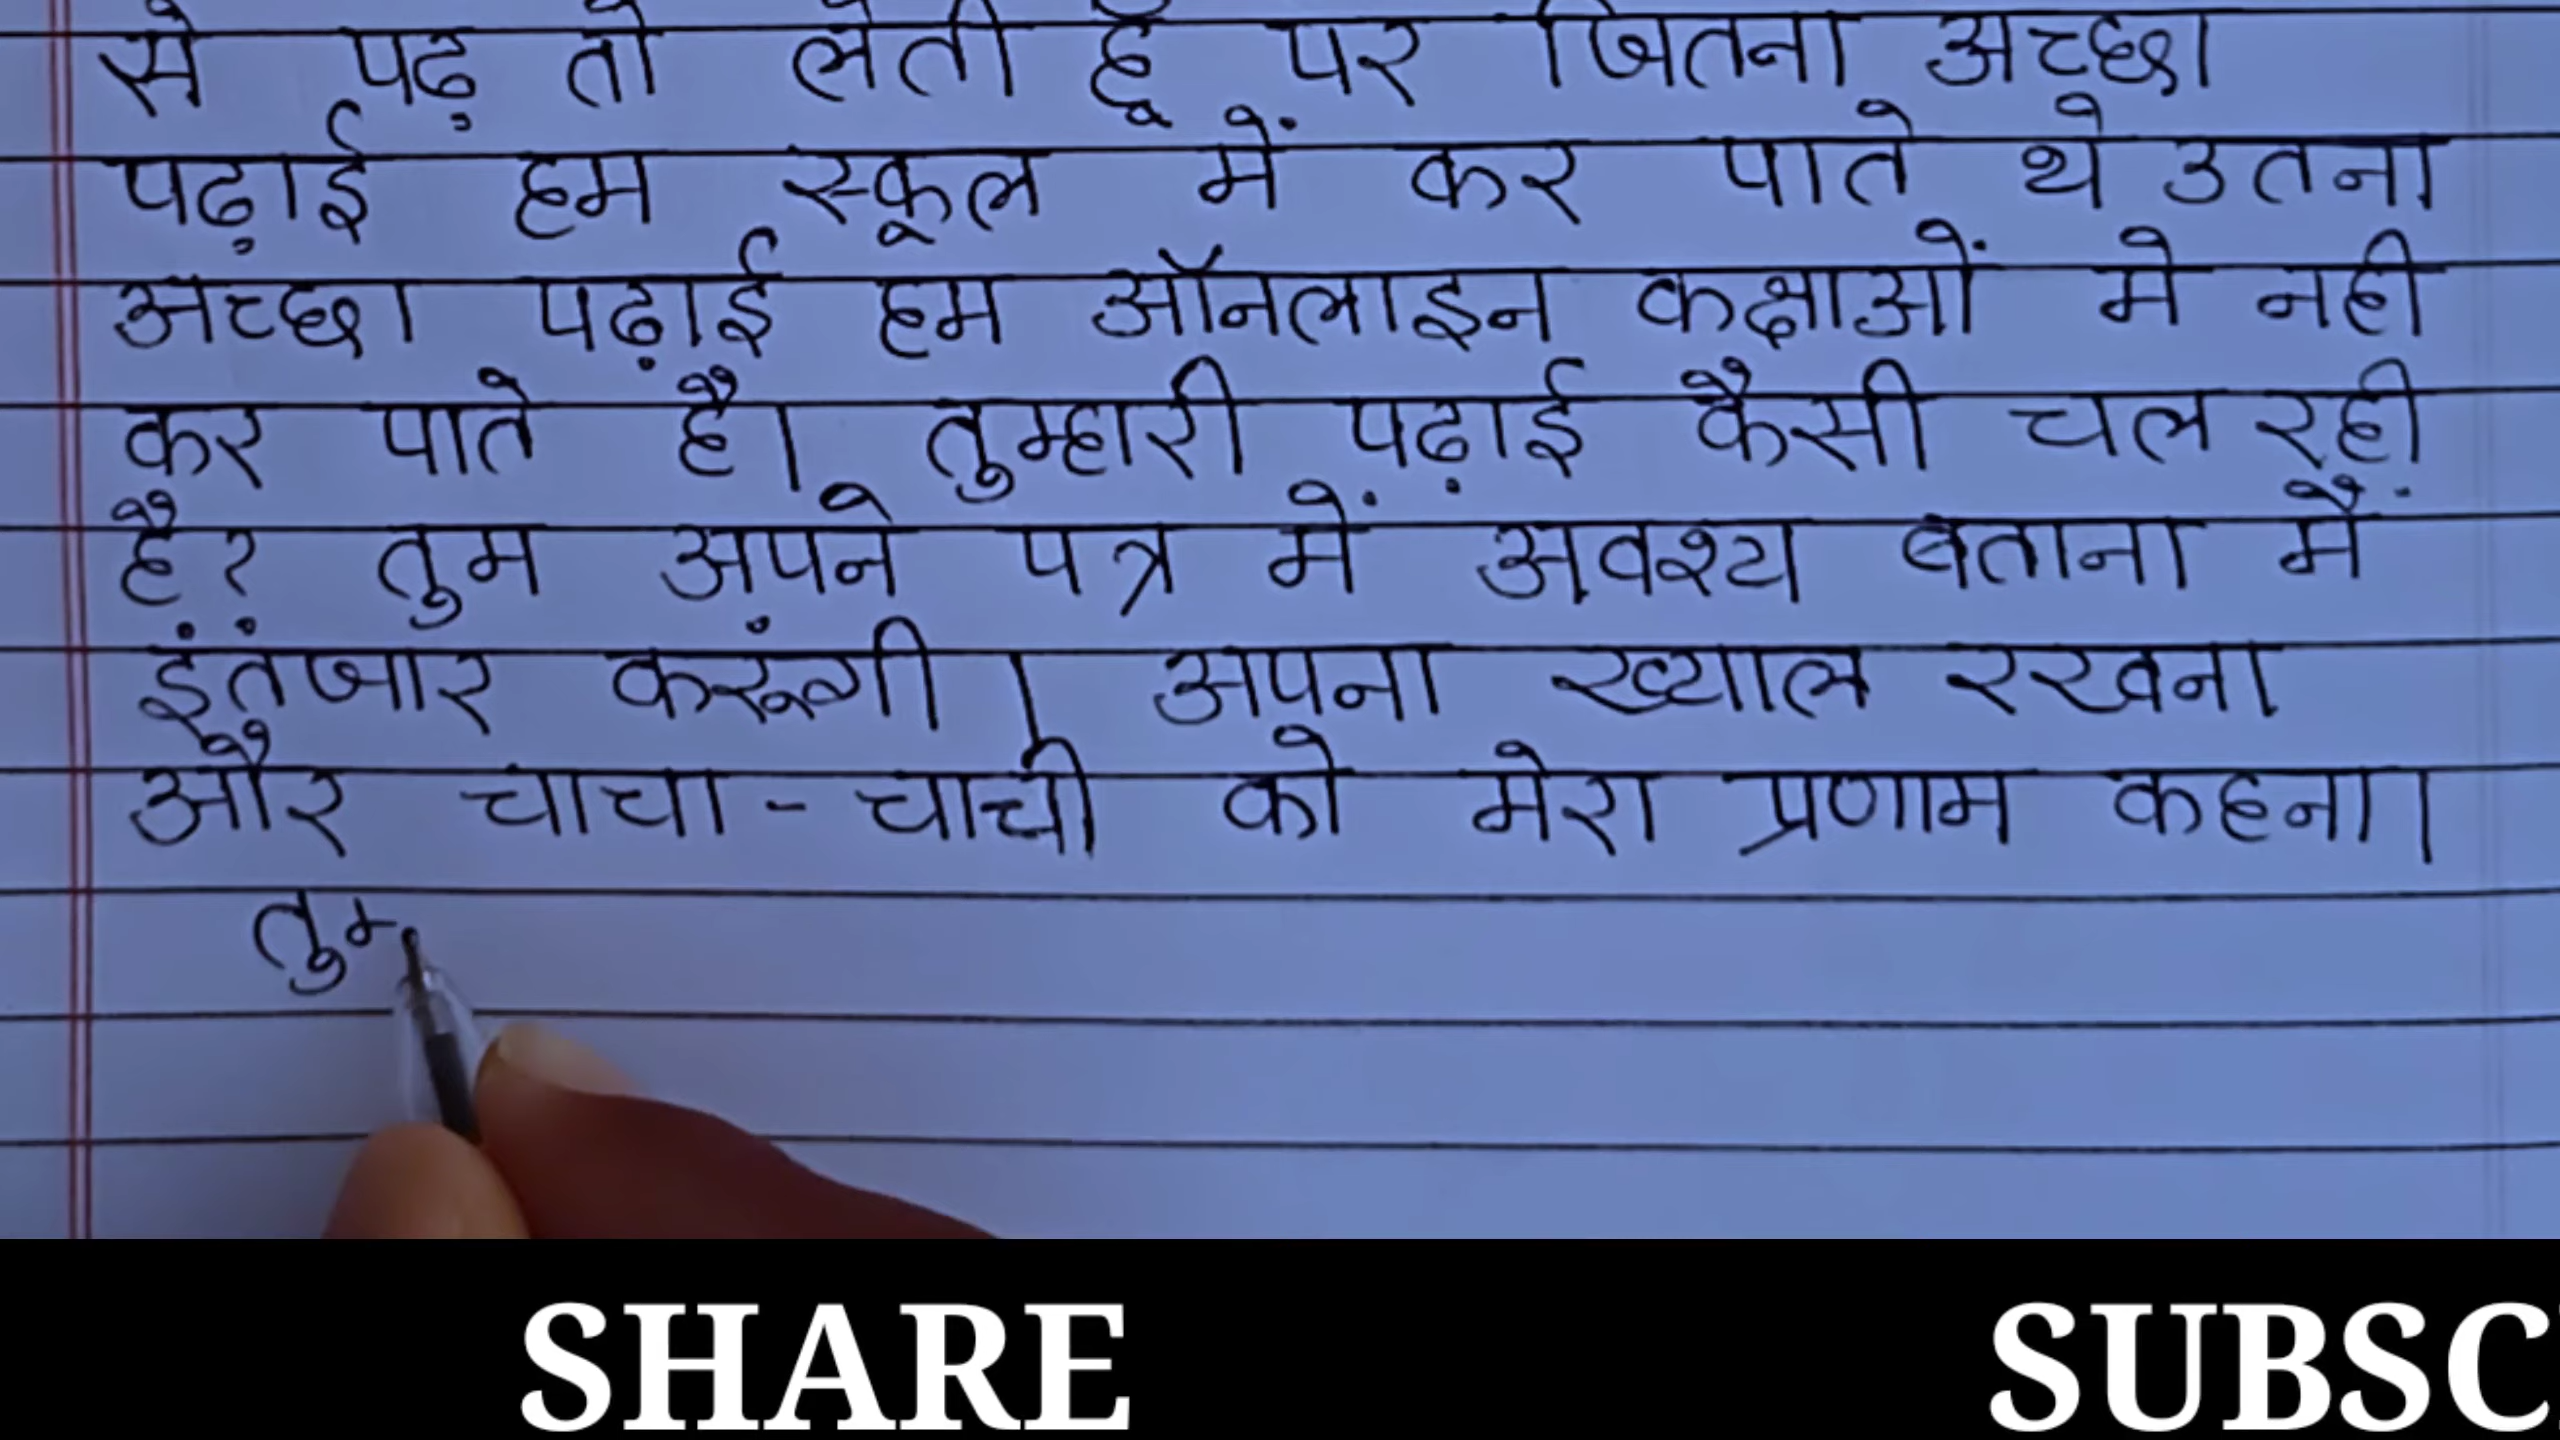 से पढ़ तो लेती हूँ पर जितना अच्छा
पढ़ाई हम स्कूल में कर पाते थे उतना
अच्छा पढ़ाई हम ऑनलाइन कक्षाओं मे नही
कर पाते है। तुम्हारी पढ़ाई कैसी चल रही
है? तुम अपने पत्र में अवश्य बताना मैं
इंतंजार करूंगी। अपना ख्याल रखना
और चाचा-चाची को मेरा प्रणाम कहना।
तुम
SHARE SUBSC